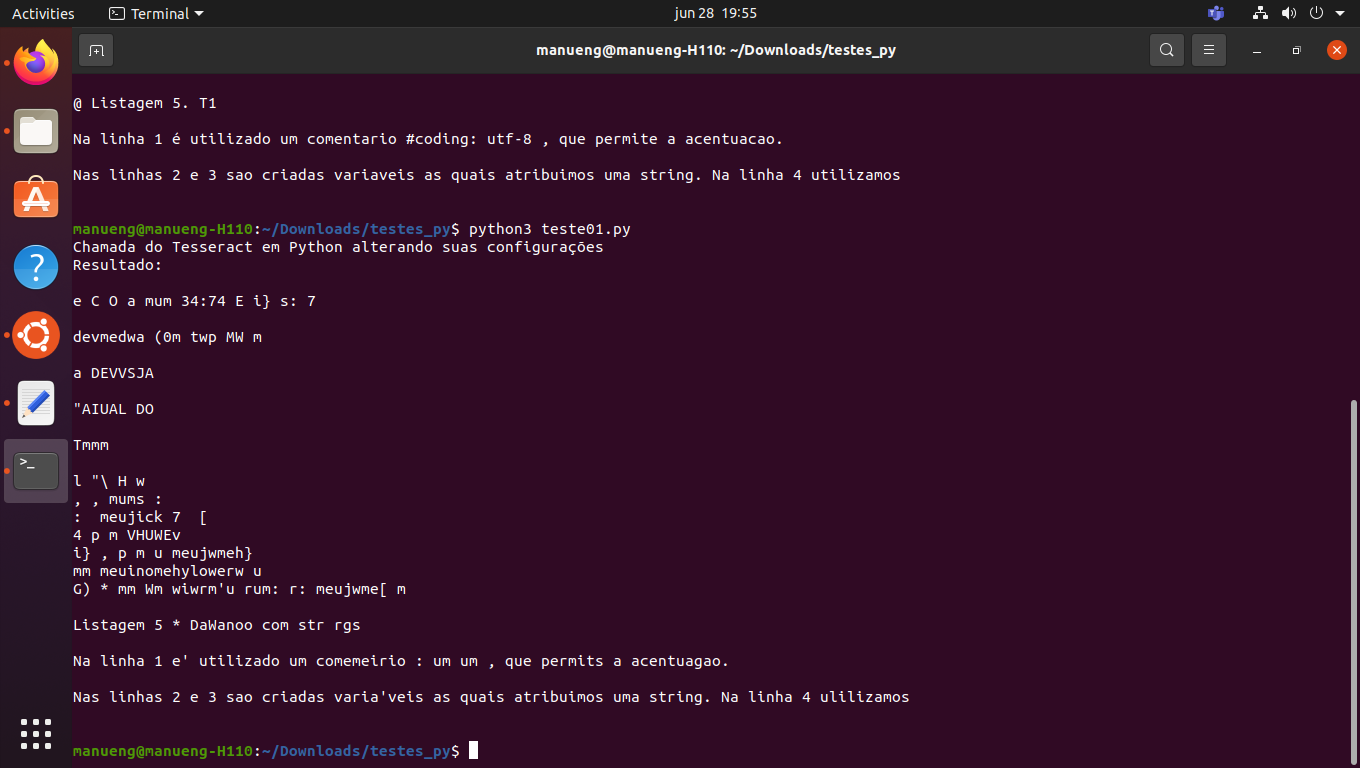 Activities Terminal jun 28 19:55
manueng@manueng-H110: ~/Downloads/testes_py
@ Listagem 5. T1
Na linha 1 é utilizado um comentario #coding: utf-8 , que permite a acentuacao.
Nas linhas 2 e 3 sao criadas variaveis as quais atribuimos uma string. Na linha 4 utilizamos
manueng@manueng-H110:~/Downloads/testes_py$ python3 teste01.py
Chamada do Tesseract em Python alterando suas configurações
Resultado:
e C O a mum 34:74 E i} s: 7
devmedwa (0m twp MW m
a DEVVSJA
"AIUAL DO
Tmmm
l "\ H w
, , mums :
:  meujick 7  [
4 p m VHUWEv
i} , p m u meujwmeh}
mm meuinomehylowerw u
G) * mm Wm wiwrm'u rum: r: meujwme[ m
Listagem 5 * DaWanoo com str rgs
Na linha 1 e' utilizado um comemeirio : um um , que permits a acentuagao.
Nas linhas 2 e 3 sao criadas varia'veis as quais atribuimos uma string. Na linha 4 ulilizamos
manueng@manueng-H110:~/Downloads/testes_py$